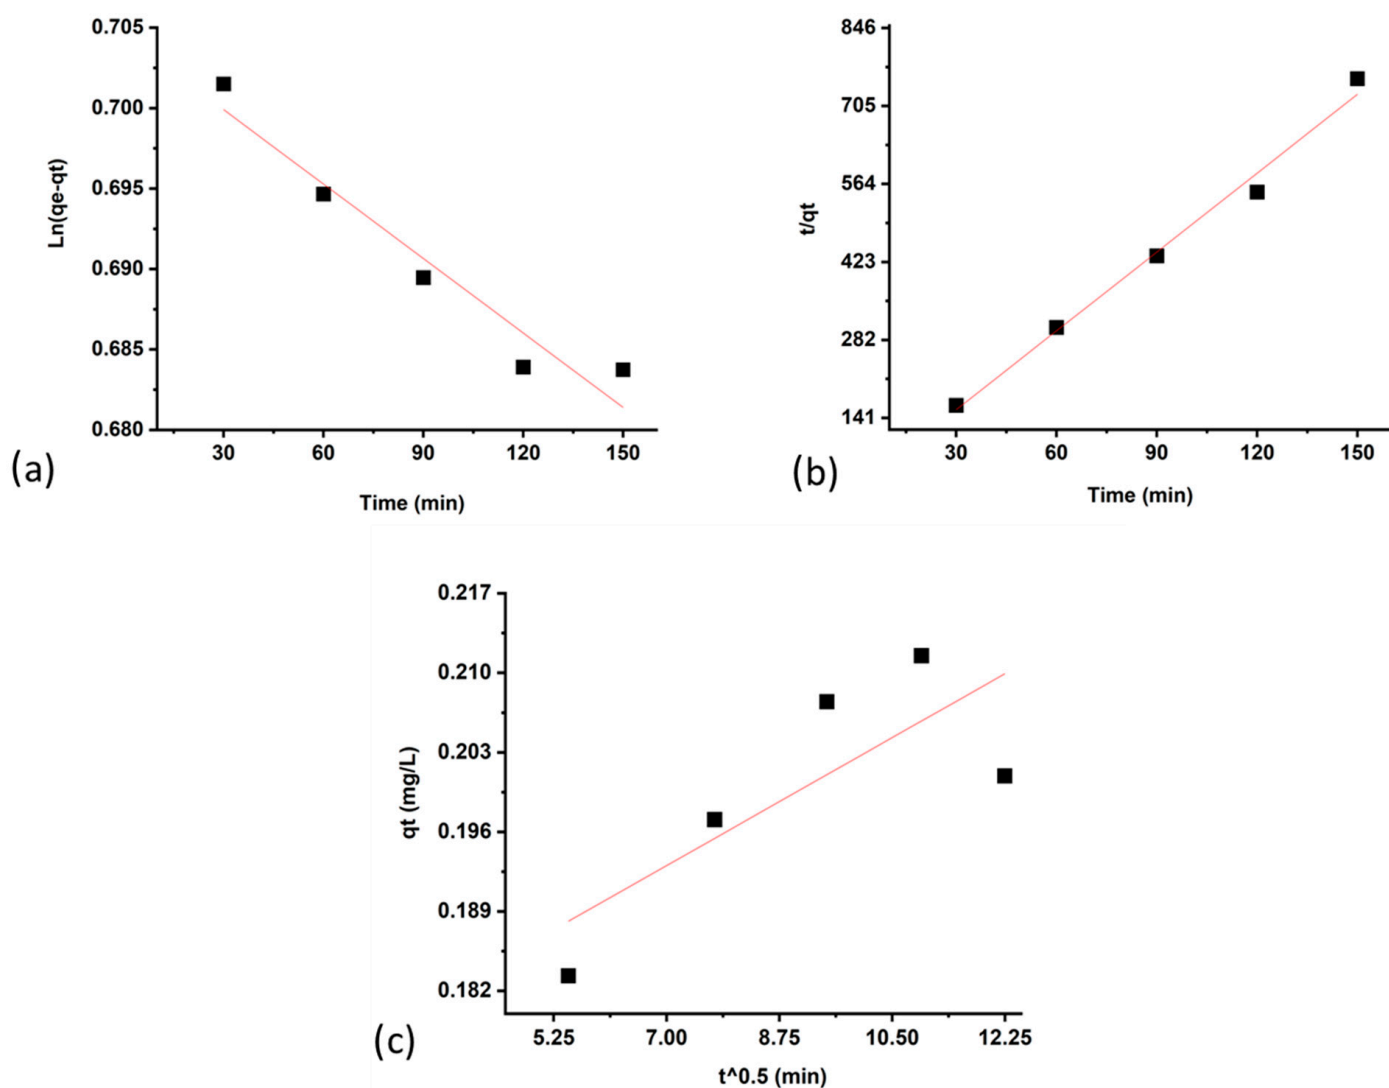 0.705
0.700
0.695
0.690
0.685
0.680
Ln(qe-qt)
30 60 90 120 150
Time (min)
(a)
846
705
564
423
282
141
t/qt
30 60 90 120 150
Time (min)
(b)
0.217
0.210
0.203
0.196
0.189
0.182
qt (mg/L)
5.25 7.00 8.75 10.50 12.25
t^0.5 (min)
(c)